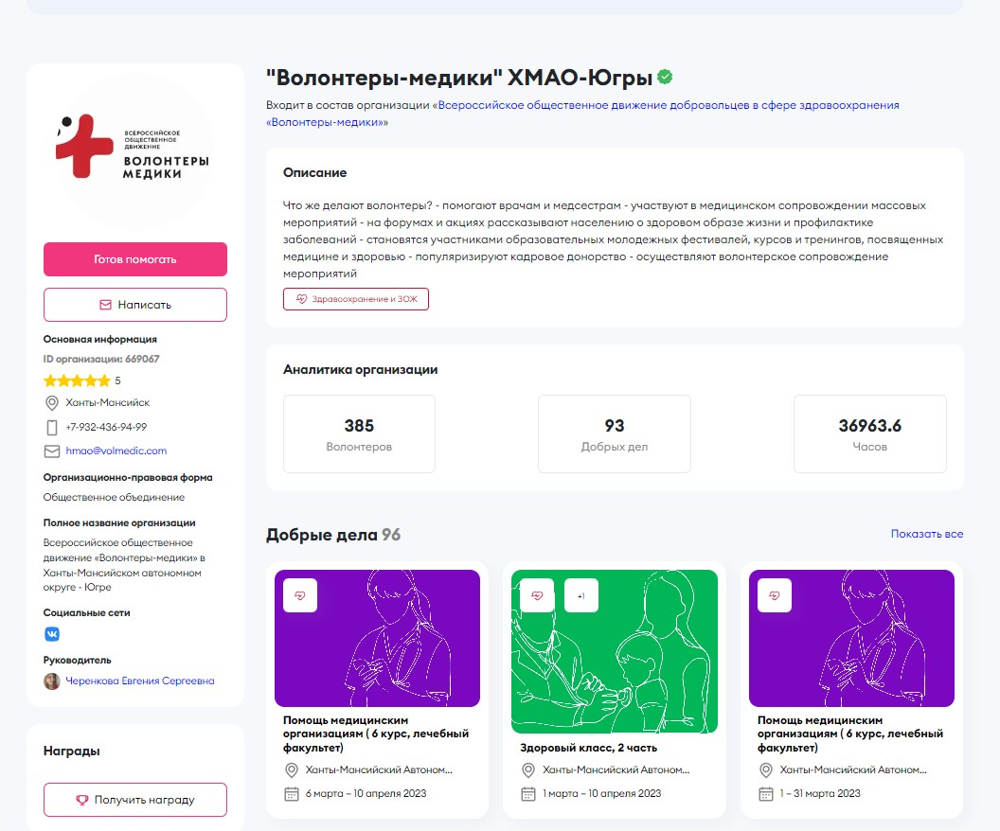 ВСЕРОССИЙСКОЕ
ОБЩЕСТВЕННОЕ
ДВИЖЕНИЕ
ВОЛОНТЕРЫ
МЕДИКИ
Готов помогать
Написать
Основная информация
ID организации: 669067
5
Ханты-Мансийск
+7-932-436-94-99
hmao@volmedic.com
Организационно-правовая форма
Общественное объединение
Полное название организации
Всероссийское общественное
движение «Волонтеры-медики» в
Ханты-Мансийском автономном
округе - Югре
Социальные сети
Руководитель
Черенкова Евгения Сергеевна
Награды
Получить награду
"Волонтеры-медики" ХМАО-Югры
Входит в состав организации «Всероссийское общественное движение добровольцев в сфере здравоохранения
«Волонтеры-медики»»
Описание
Что же делают волонтеры? - помогают врачам и медсестрам - участвуют в медицинском сопровождении массовых
мероприятий - на форумах и акциях рассказывают населению о здоровом образе жизни и профилактике
заболеваний - становятся участниками образовательных молодежных фестивалей, курсов и тренингов, посвященных
медицине и здоровью - популяризируют кадровое донорство - осуществляют волонтерское сопровождение
мероприятий
Здравоохранение и ЗОЖ
Аналитика организации
385
Волонтеров
93
Добрых дел
36963.6
Часов
Добрые дела 96
Показать все
Помощь медицинским
организациям ( 6 курс, лечебный
факультет)
Ханты-Мансийский Автоном...
6 марта – 10 апреля 2023
+1
Здоровый класс, 2 часть
Ханты-Мансийский Автоном...
1 марта – 10 апреля 2023
Помощь медицинским
организациям ( 6 курс, лечебный
факультет)
Ханты-Мансийский Автоном...
1 – 31 марта 2023